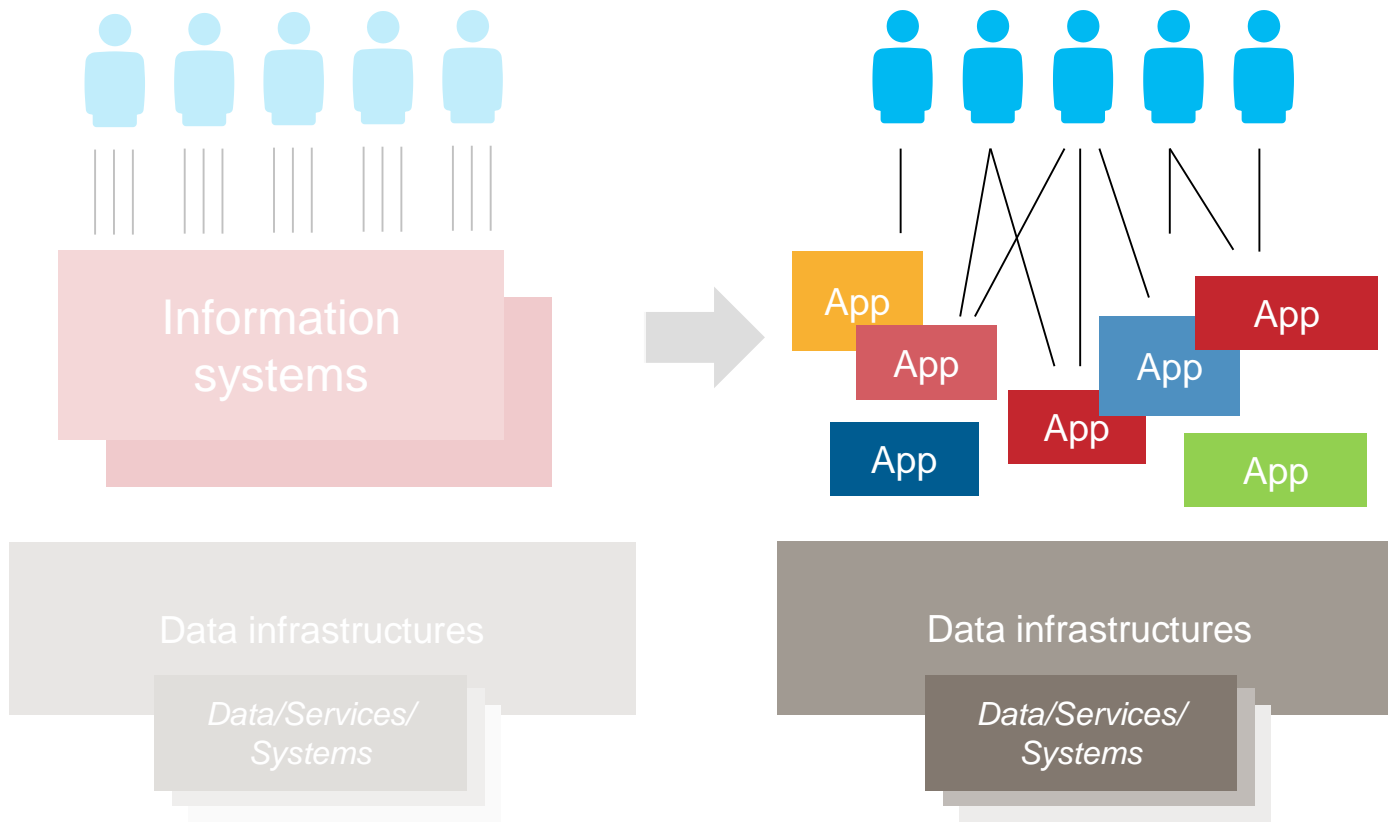 Information
systems
Data infrastructures
Data/Services/
Systems
App
App
App
App
App
App
App
Data infrastructures
Data/Services/
Systems